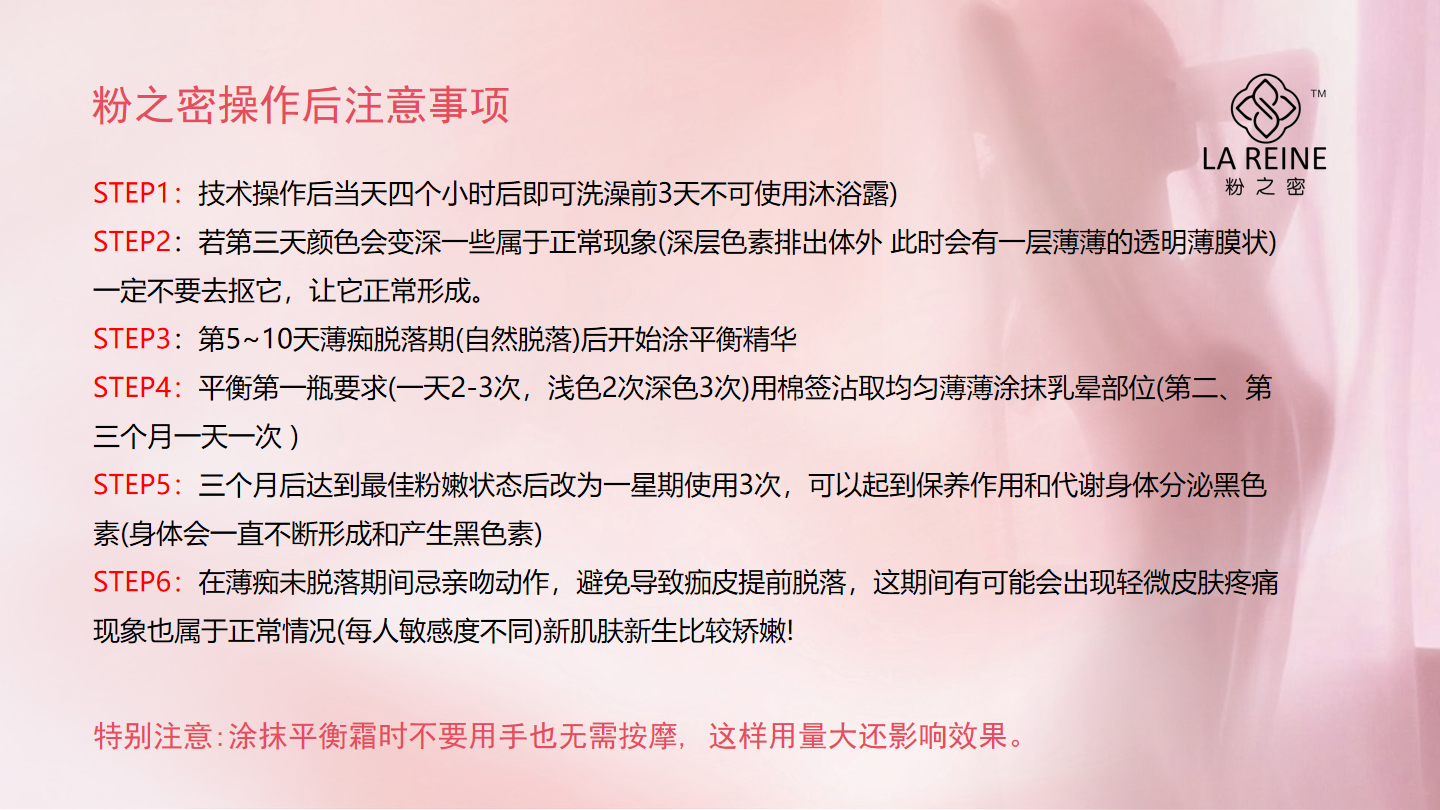 粉之密操作后注意事项
TM
LA REINE
粉之密
STEP1：技术操作后当天四个小时后即可洗澡前3天不可使用沐浴露)
STEP2：若第三天颜色会变深一些属于正常现象(深层色素排出体外 此时会有一层薄薄的透明薄膜状)
一定不要去抠它，让它正常形成。
STEP3：第5~10天薄痂脱落期(自然脱落)后开始涂平衡精华
STEP4：平衡第一瓶要求(一天2-3次，浅色2次深色3次)用棉签沾取均匀薄薄涂抹乳晕部位(第二、第
三个月一天一次 )
STEP5：三个月后达到最佳粉嫩状态后改为一星期使用3次，可以起到保养作用和代谢身体分泌黑色
素(身体会一直不断形成和产生黑色素)
STEP6：在薄痴未脱落期间忌亲吻动作，避免导致痂皮提前脱落，这期间有可能会出现轻微皮肤疼痛
现象也属于正常情况(每人敏感度不同)新肌肤新生比较矫嫩!
特别注意:涂抹平衡霜时不要用手也无需按摩，这样用量大还影响效果。